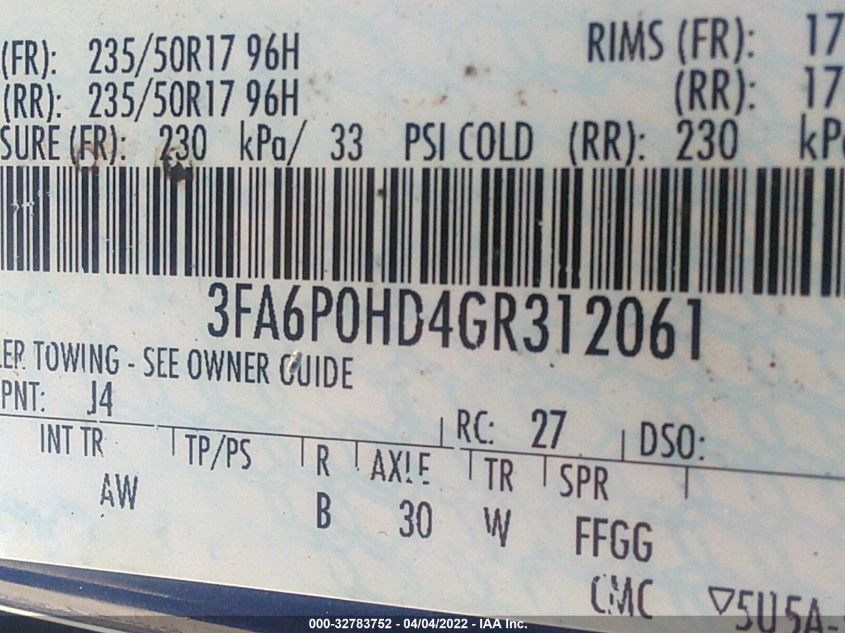 (FR): 235/50R17 96H RIMS (FR): 17
(RR): 235/50R17 96H (RR): 17
SURE (FR): 230 kPa/ 33 PSI COLD (RR): 230 kP
3FA6P0HD4GR312061
TOWING - SEE OWNER GUIDE
PNT: J4 RC: 27 DSO:
INT TR TP/PS R AXLE TR SPR
AW B 30 W FFGG
CMC ▽5U5A-
000-32783752 - 04/04/2022 - IAA Inc.